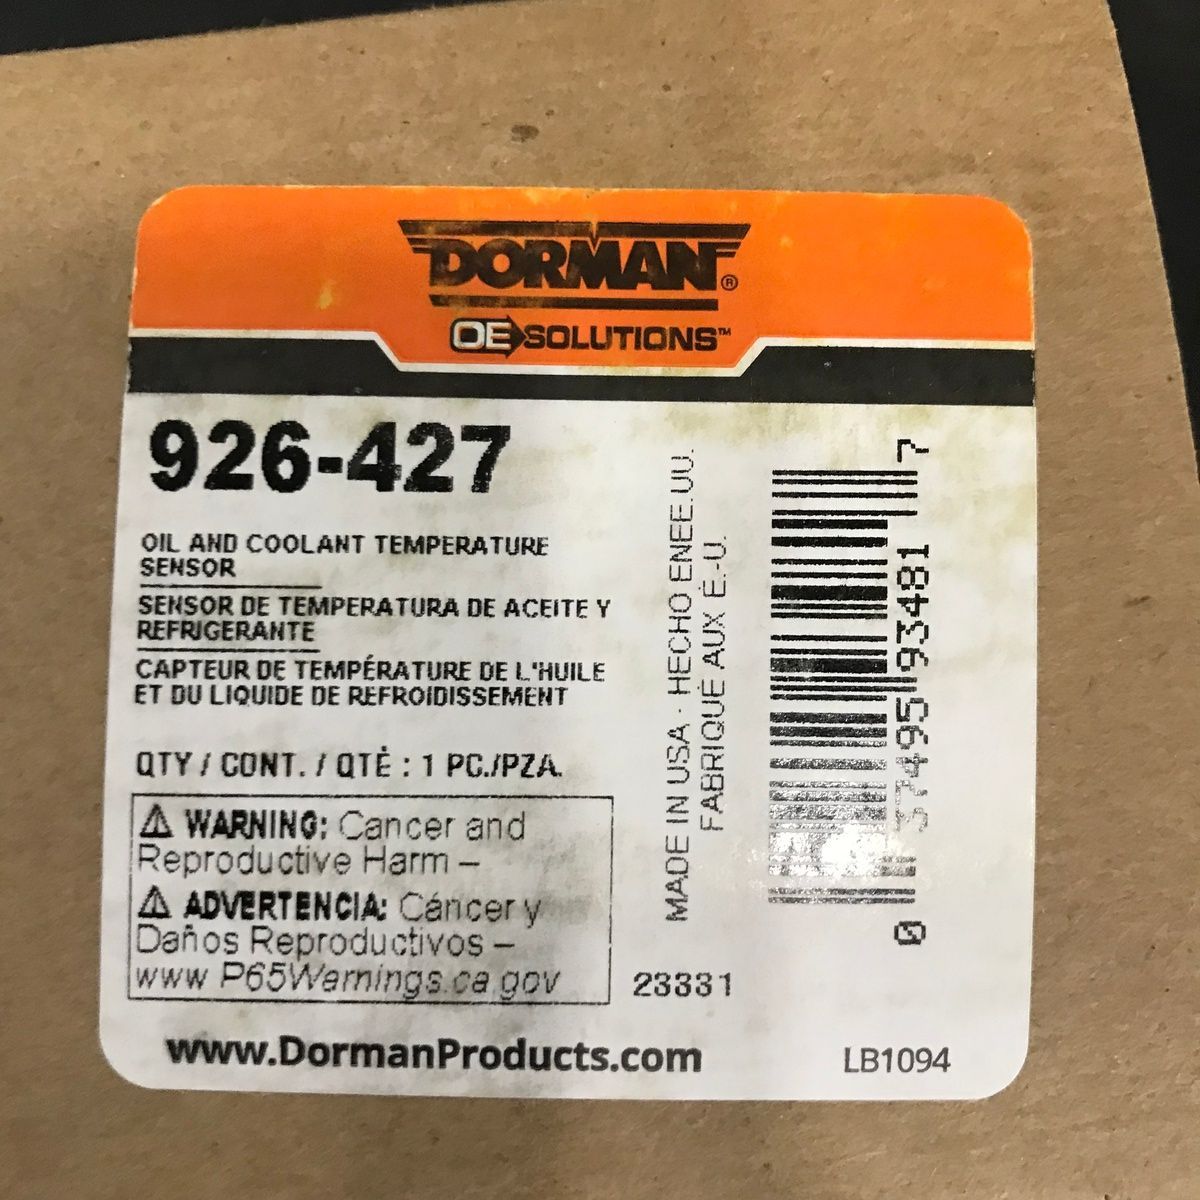 DORMAN®
OE SOLUTIONS™
926-427
OIL AND COOLANT TEMPERATURE
SENSOR
SENSOR DE TEMPERATURA DE ACEITE Y
REFRIGERANTE
CAPTEUR DE TEMPÉRATURE DE L'HUILE
ET DU LIQUIDE DE REFROIDISSEMENT
QTY / CONT. / QTÉ : 1 PC./PZA.
⚠ WARNING: Cancer and
Reproductive Harm –
⚠ ADVERTENCIA: Cáncer y
Daños Reproductivos –
www P65Warnings.ca.gov
MADE IN USA · HECHO ENEE.UU.
FABRIQUÉ AUX É.-U.
0 37495 93481 7
23331
www.DormanProducts.com
LB1094